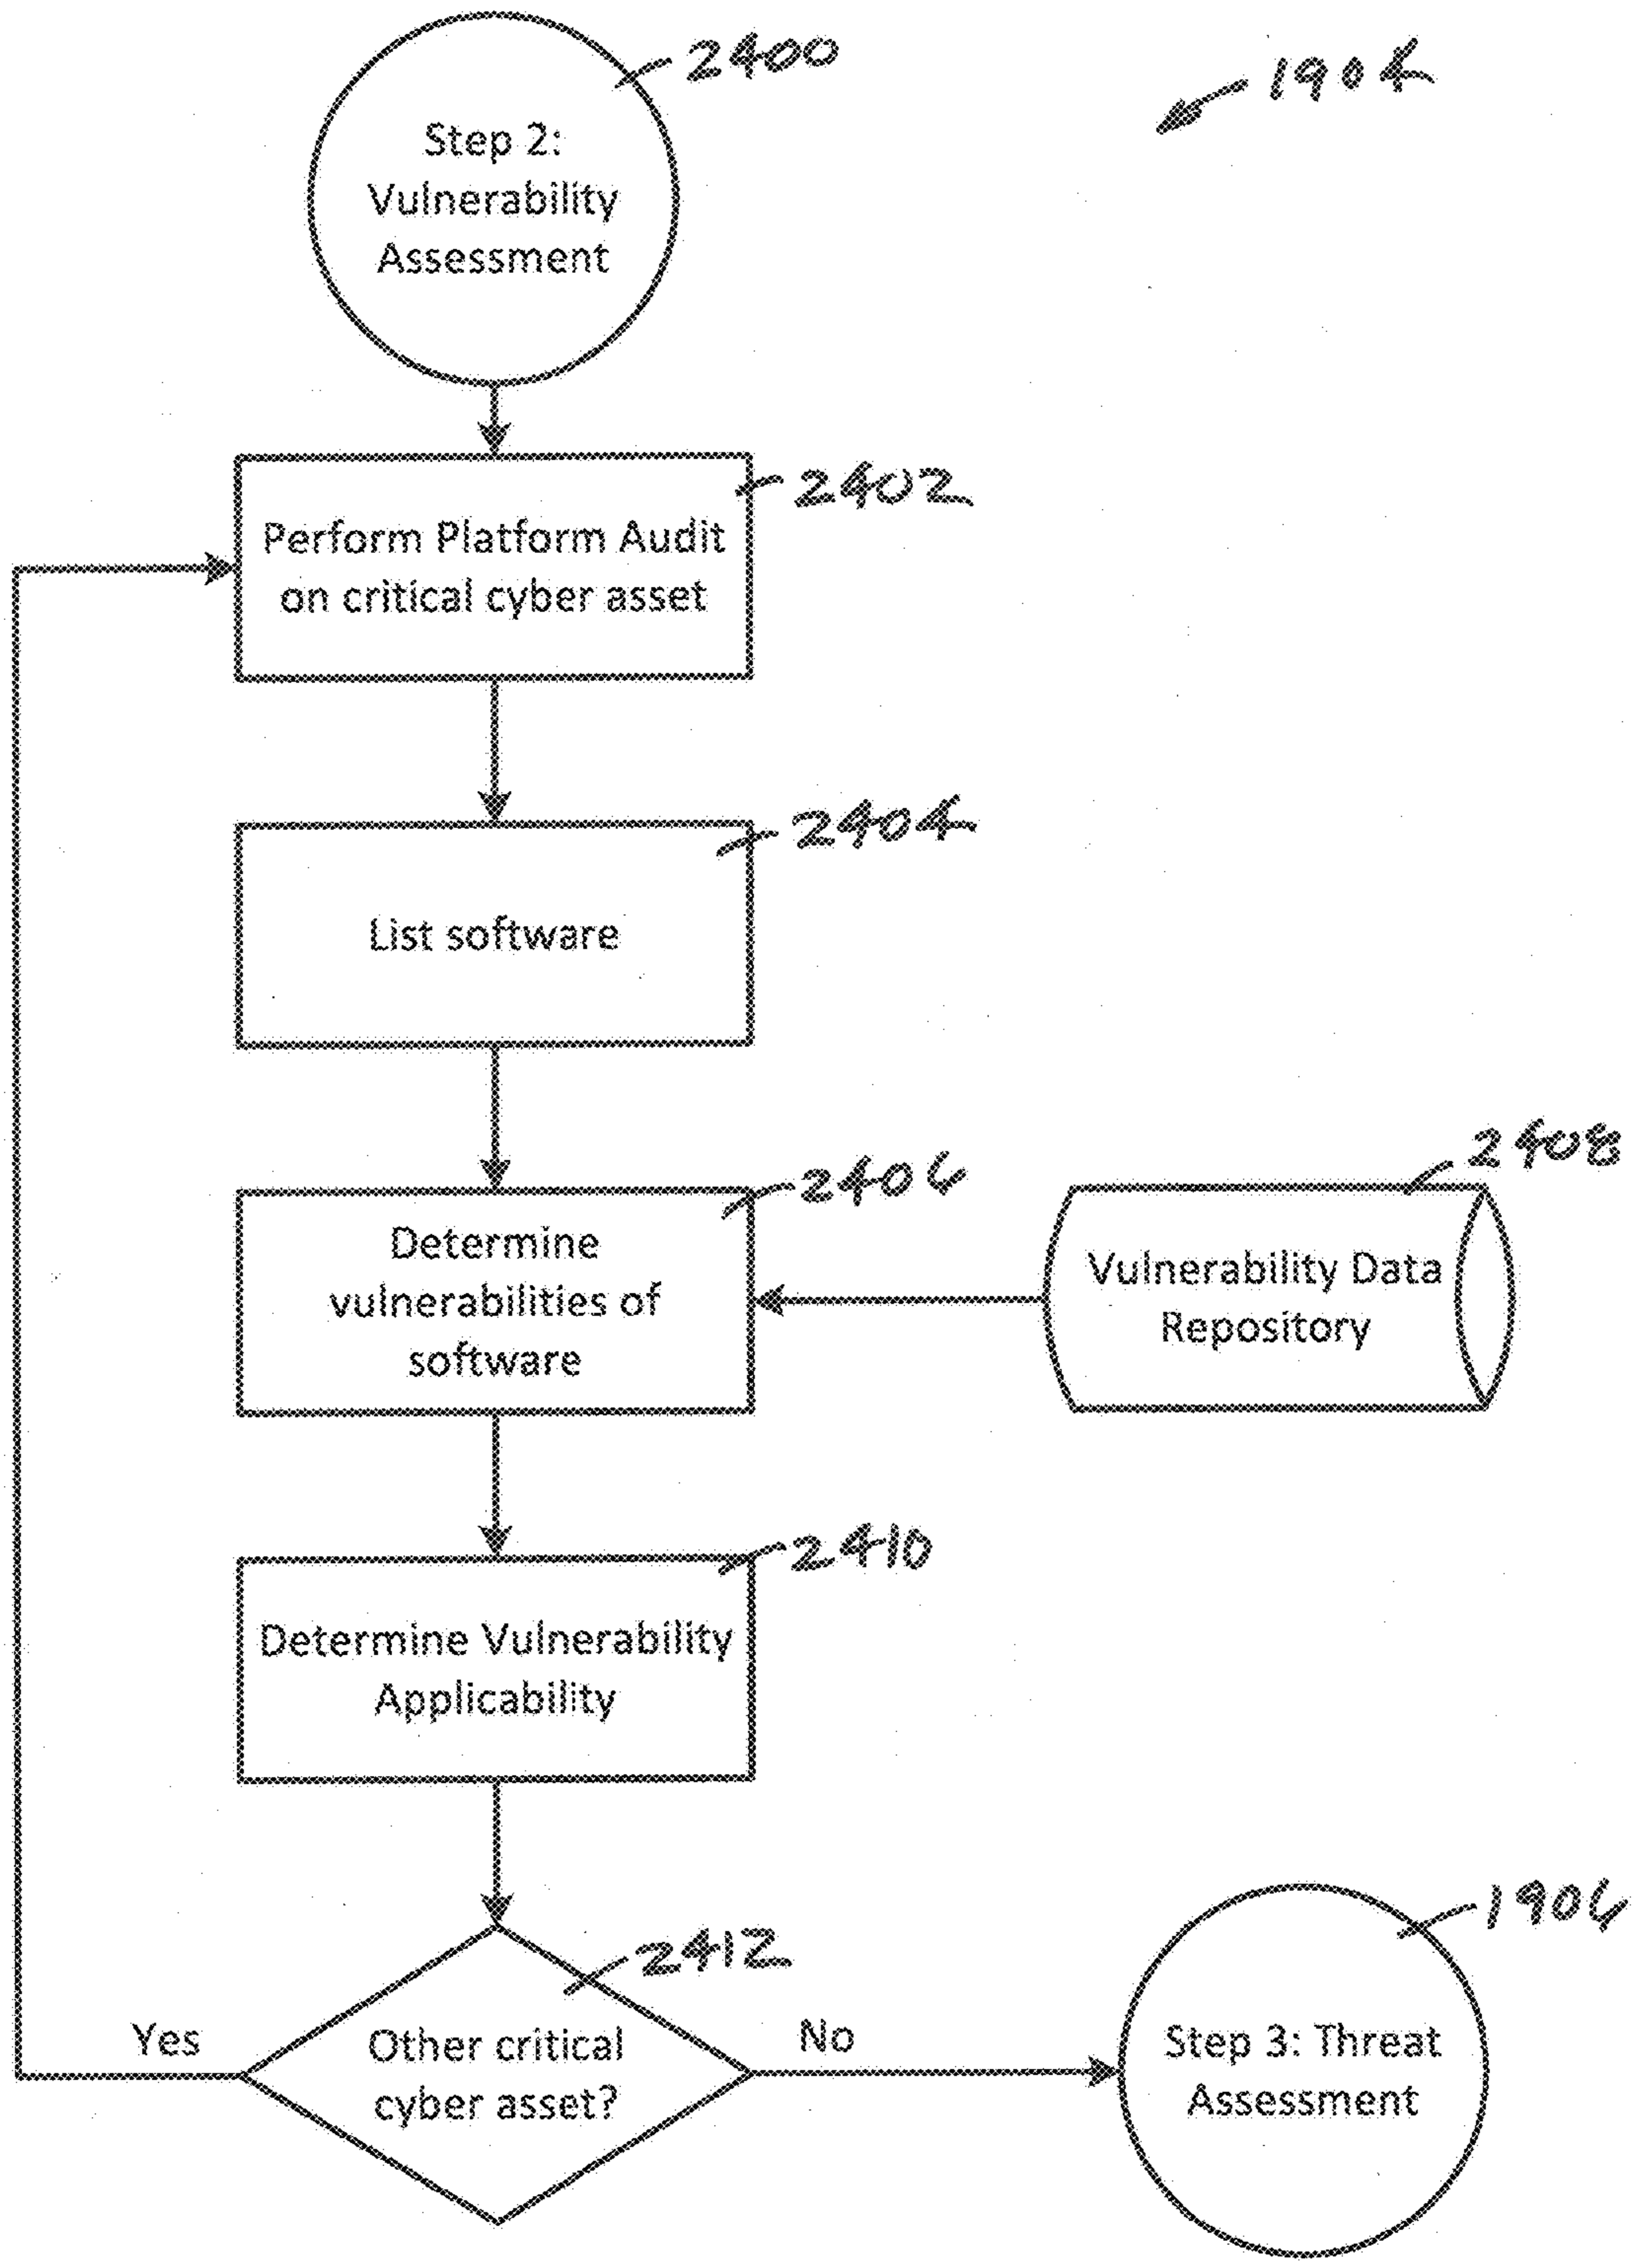 2400
1904
Step 2:
Vulnerability
Assessment
2402
Perform Platform Audit
on critical cyber asset
2404
List software
2406
Determine
vulnerabilities of
software
2408
Vulnerability Data
Repository
2410
Determine Vulnerability
Applicability
2412
Other critical
cyber asset?
Yes
No
1906
Step 3: Threat
Assessment